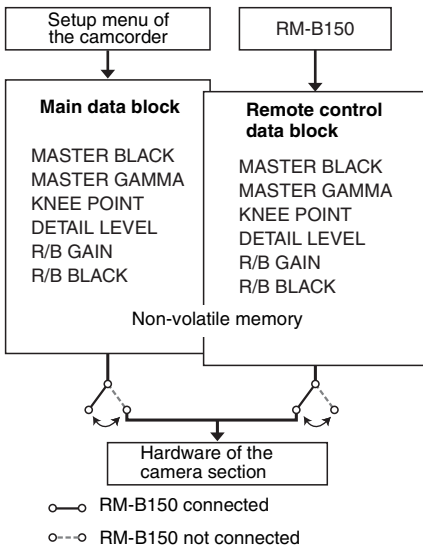 Setup menu of
the camcorder
RM-B150
Main data block
MASTER BLACK
MASTER GAMMA
KNEE POINT
DETAIL LEVEL
R/B GAIN
R/B BLACK
Remote control
data block
MASTER BLACK
MASTER GAMMA
KNEE POINT
DETAIL LEVEL
R/B GAIN
R/B BLACK
Non-volatile memory
Hardware of the
camera section
RM-B150 connected
RM-B150 not connected